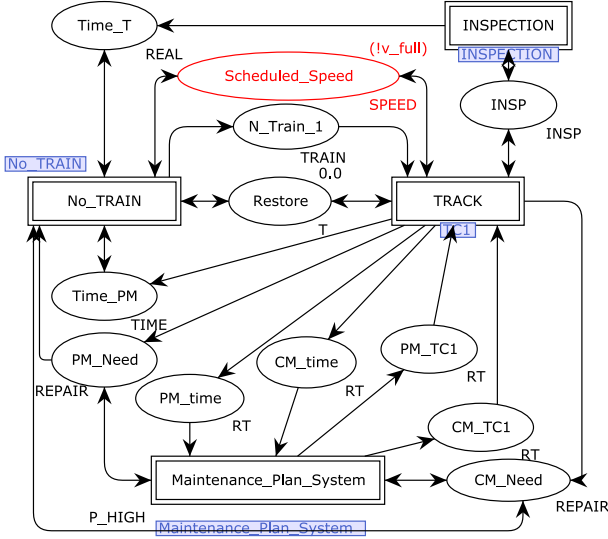 Time_T
INSPECTION
INSPECTION
REAL
(!v_full)
Scheduled_Speed
SPEED
INSP
INSP
N_Train_1
TRAIN
0.0
No_TRAIN
No_TRAIN
Restore
TRACK
TC1
T
Time_PM
TIME
PM_Need
REPAIR
CM_time
RT
PM_TC1
RT
PM_time
RT
CM_TC1
RT
Maintenance_Plan_System
CM_Need
REPAIR
P_HIGH
Maintenance_Plan_System